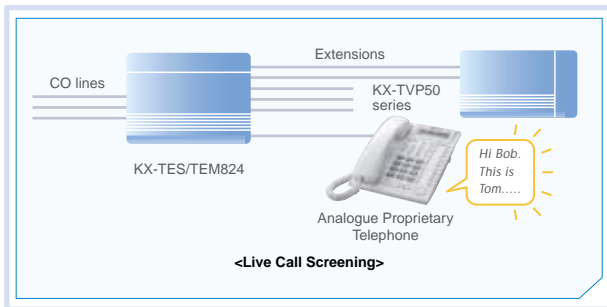 Extensions
CO lines
KX-TVP50
series
KX-TES/TEM824
Hi Bob.
This is
Tom.....
Analogue Proprietary
Telephone
<Live Call Screening>